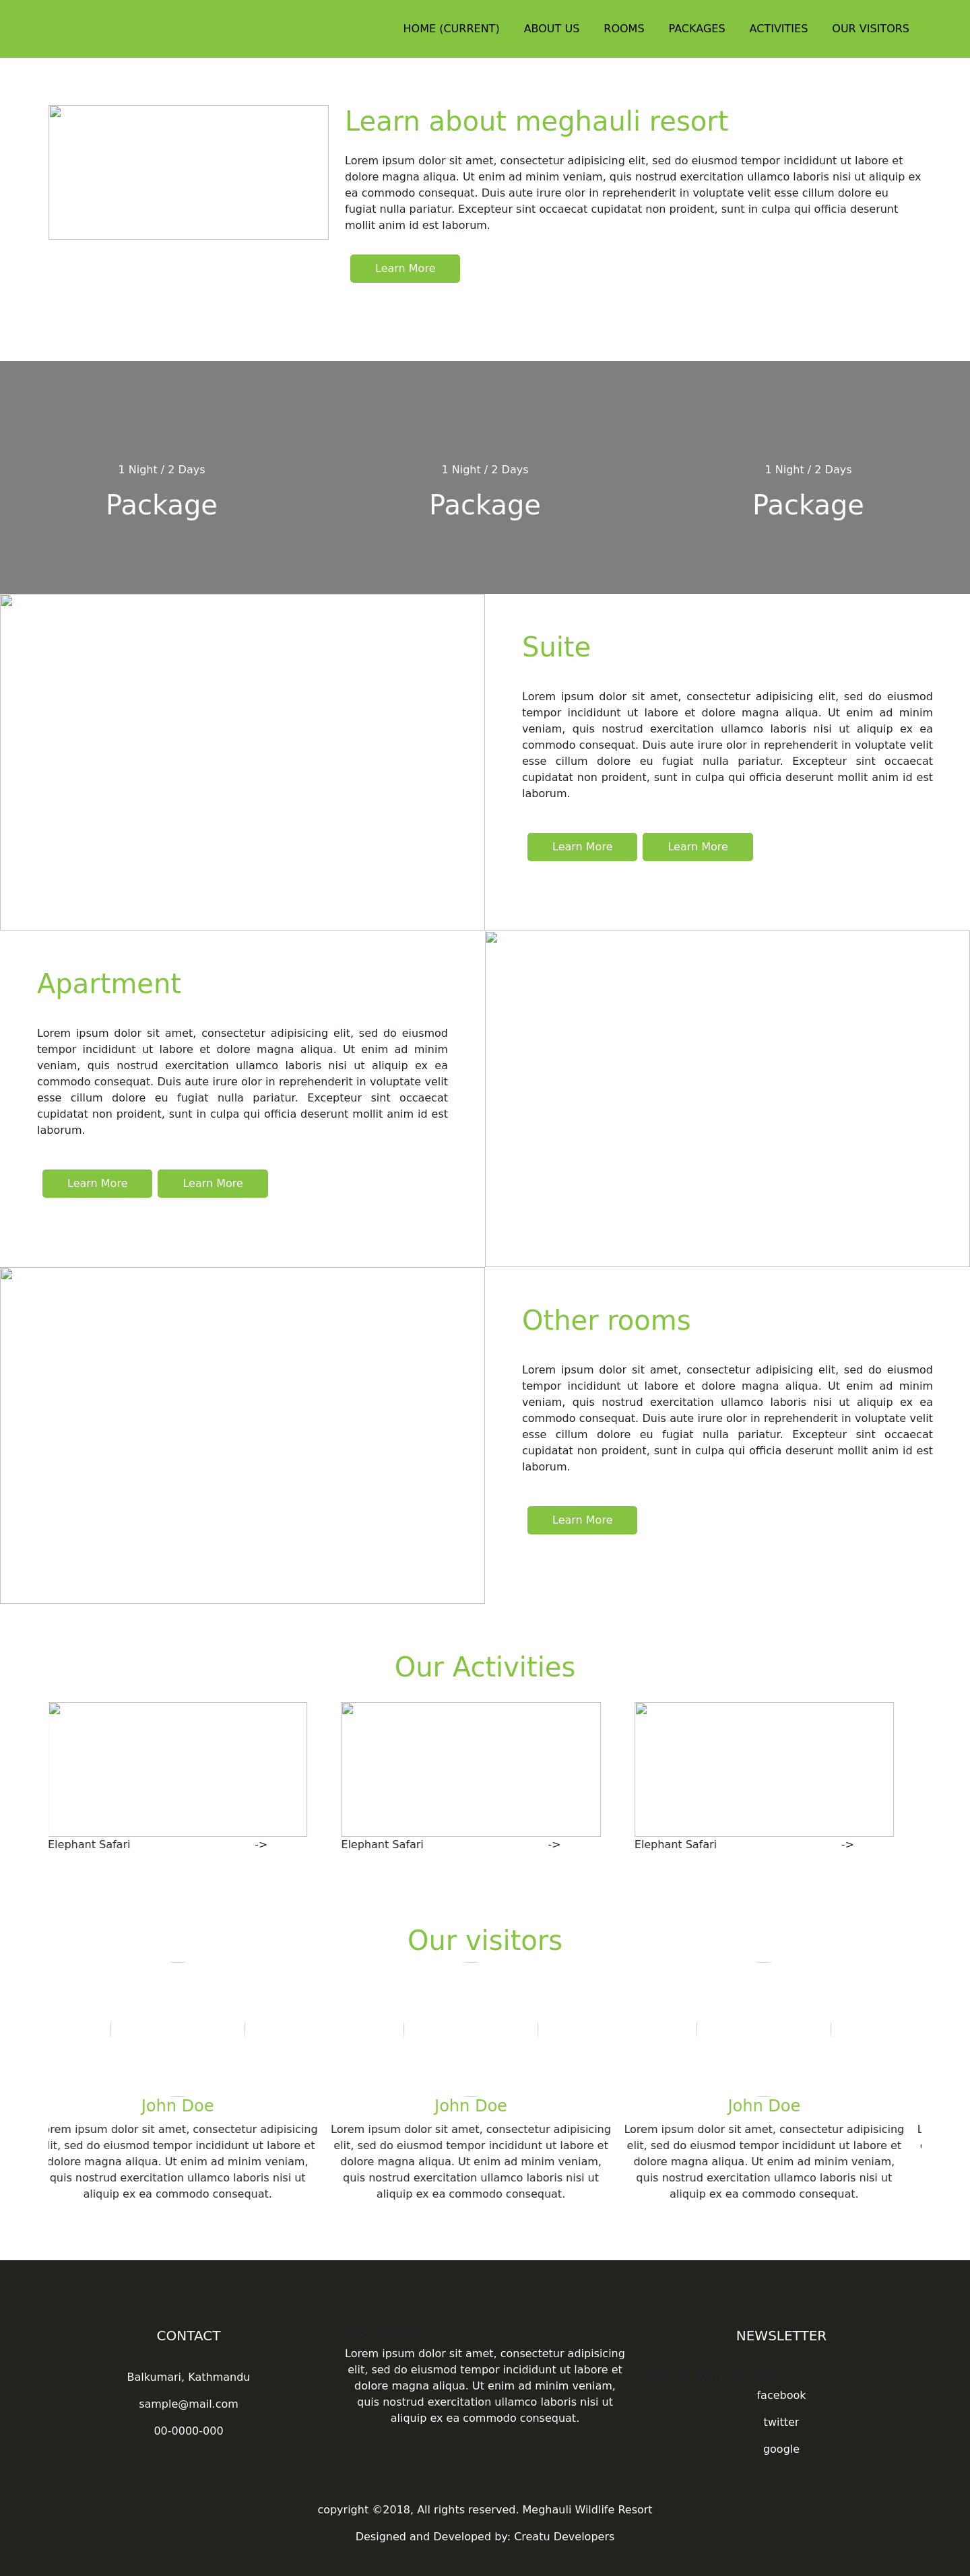 HOME (CURRENT) ABOUT US ROOMS PACKAGES ACTIVITIES OUR VISITORS
Learn about meghauli resort
Lorem ipsum dolor sit amet, consectetur adipisicing elit, sed do eiusmod tempor incididunt ut labore et
dolore magna aliqua. Ut enim ad minim veniam, quis nostrud exercitation ullamco laboris nisi ut aliquip ex
ea commodo consequat. Duis aute irure olor in reprehenderit in voluptate velit esse cillum dolore eu
fugiat nulla pariatur. Excepteur sint occaecat cupidatat non proident, sunt in culpa qui officia deserunt
mollit anim id est laborum.
Learn More
1 Night / 2 Days
Package
1 Night / 2 Days
Package
1 Night / 2 Days
Package
Suite
Lorem ipsum dolor sit amet, consectetur adipisicing elit, sed do eiusmod
tempor incididunt ut labore et dolore magna aliqua. Ut enim ad minim
veniam, quis nostrud exercitation ullamco laboris nisi ut aliquip ex ea
commodo consequat. Duis aute irure olor in reprehenderit in voluptate velit
esse cillum dolore eu fugiat nulla pariatur. Excepteur sint occaecat
cupidatat non proident, sunt in culpa qui officia deserunt mollit anim id est
laborum.
Learn More Learn More
Apartment
Lorem ipsum dolor sit amet, consectetur adipisicing elit, sed do eiusmod
tempor incididunt ut labore et dolore magna aliqua. Ut enim ad minim
veniam, quis nostrud exercitation ullamco laboris nisi ut aliquip ex ea
commodo consequat. Duis aute irure olor in reprehenderit in voluptate velit
esse cillum dolore eu fugiat nulla pariatur. Excepteur sint occaecat
cupidatat non proident, sunt in culpa qui officia deserunt mollit anim id est
laborum.
Learn More Learn More
Other rooms
Lorem ipsum dolor sit amet, consectetur adipisicing elit, sed do eiusmod
tempor incididunt ut labore et dolore magna aliqua. Ut enim ad minim
veniam, quis nostrud exercitation ullamco laboris nisi ut aliquip ex ea
commodo consequat. Duis aute irure olor in reprehenderit in voluptate velit
esse cillum dolore eu fugiat nulla pariatur. Excepteur sint occaecat
cupidatat non proident, sunt in culpa qui officia deserunt mollit anim id est
laborum.
Learn More
Our Activities
Elephant Safari ->
Elephant Safari ->
Elephant Safari ->
Our visitors
John Doe
orem ipsum dolor sit amet, consectetur adipisicing
lit, sed do eiusmod tempor incididunt ut labore et
dolore magna aliqua. Ut enim ad minim veniam,
quis nostrud exercitation ullamco laboris nisi ut
aliquip ex ea commodo consequat.
John Doe
Lorem ipsum dolor sit amet, consectetur adipisicing
elit, sed do eiusmod tempor incididunt ut labore et
dolore magna aliqua. Ut enim ad minim veniam,
quis nostrud exercitation ullamco laboris nisi ut
aliquip ex ea commodo consequat.
John Doe
Lorem ipsum dolor sit amet, consectetur adipisicing
elit, sed do eiusmod tempor incididunt ut labore et
dolore magna aliqua. Ut enim ad minim veniam,
quis nostrud exercitation ullamco laboris nisi ut
aliquip ex ea commodo consequat.
CONTACT
Balkumari, Kathmandu
sample@mail.com
00-0000-000
Lorem ipsum dolor sit amet, consectetur adipisicing
elit, sed do eiusmod tempor incididunt ut labore et
dolore magna aliqua. Ut enim ad minim veniam,
quis nostrud exercitation ullamco laboris nisi ut
aliquip ex ea commodo consequat.
NEWSLETTER
facebook
twitter
google
copyright ©2018, All rights reserved. Meghauli Wildlife Resort
Designed and Developed by: Creatu Developers